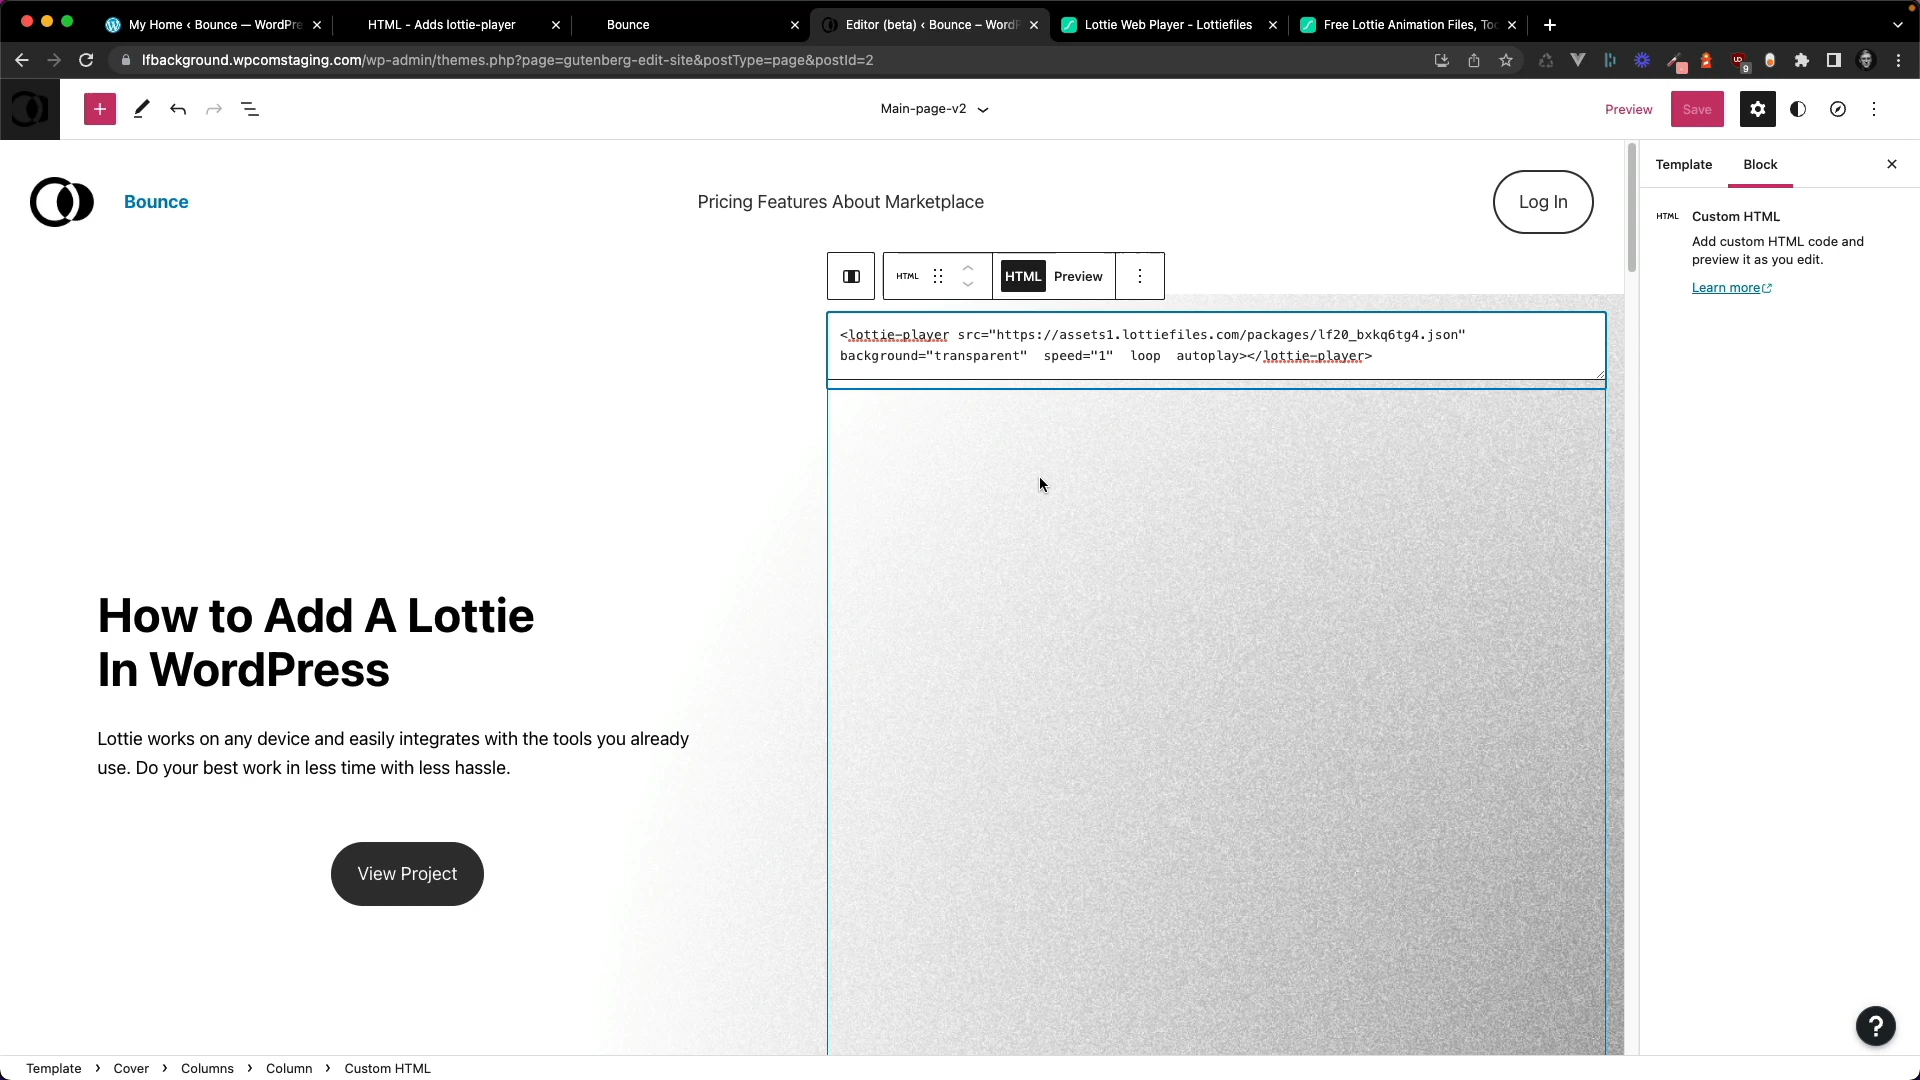 My Home ‹ Bounce — WordPre
HTML - Adds lottie-player
Bounce
Editor (beta) ‹ Bounce – WordP
Lottie Web Player - Lottiefiles
Free Lottie Animation Files, Too
lfbackground.wpcomstaging.com/wp-admin/themes.php?page=gutenberg-edit-site&postType=page&postId=2
9
Main-page-v2
Preview
Save
Bounce
Pricing Features About Marketplace
Log In
Template
Block
HTML
Custom HTML
Add custom HTML code and
preview it as you edit.
Learn more
HTML
HTML
Preview
<lottie-player src="https://assets1.lottiefiles.com/packages/lf20_bxkq6tg4.json"
background="transparent"  speed="1"  loop  autoplay></lottie-player>
How to Add A Lottie
In WordPress
Lottie works on any device and easily integrates with the tools you already
use. Do your best work in less time with less hassle.
View Project
?
Template › Cover › Columns › Column › Custom HTML